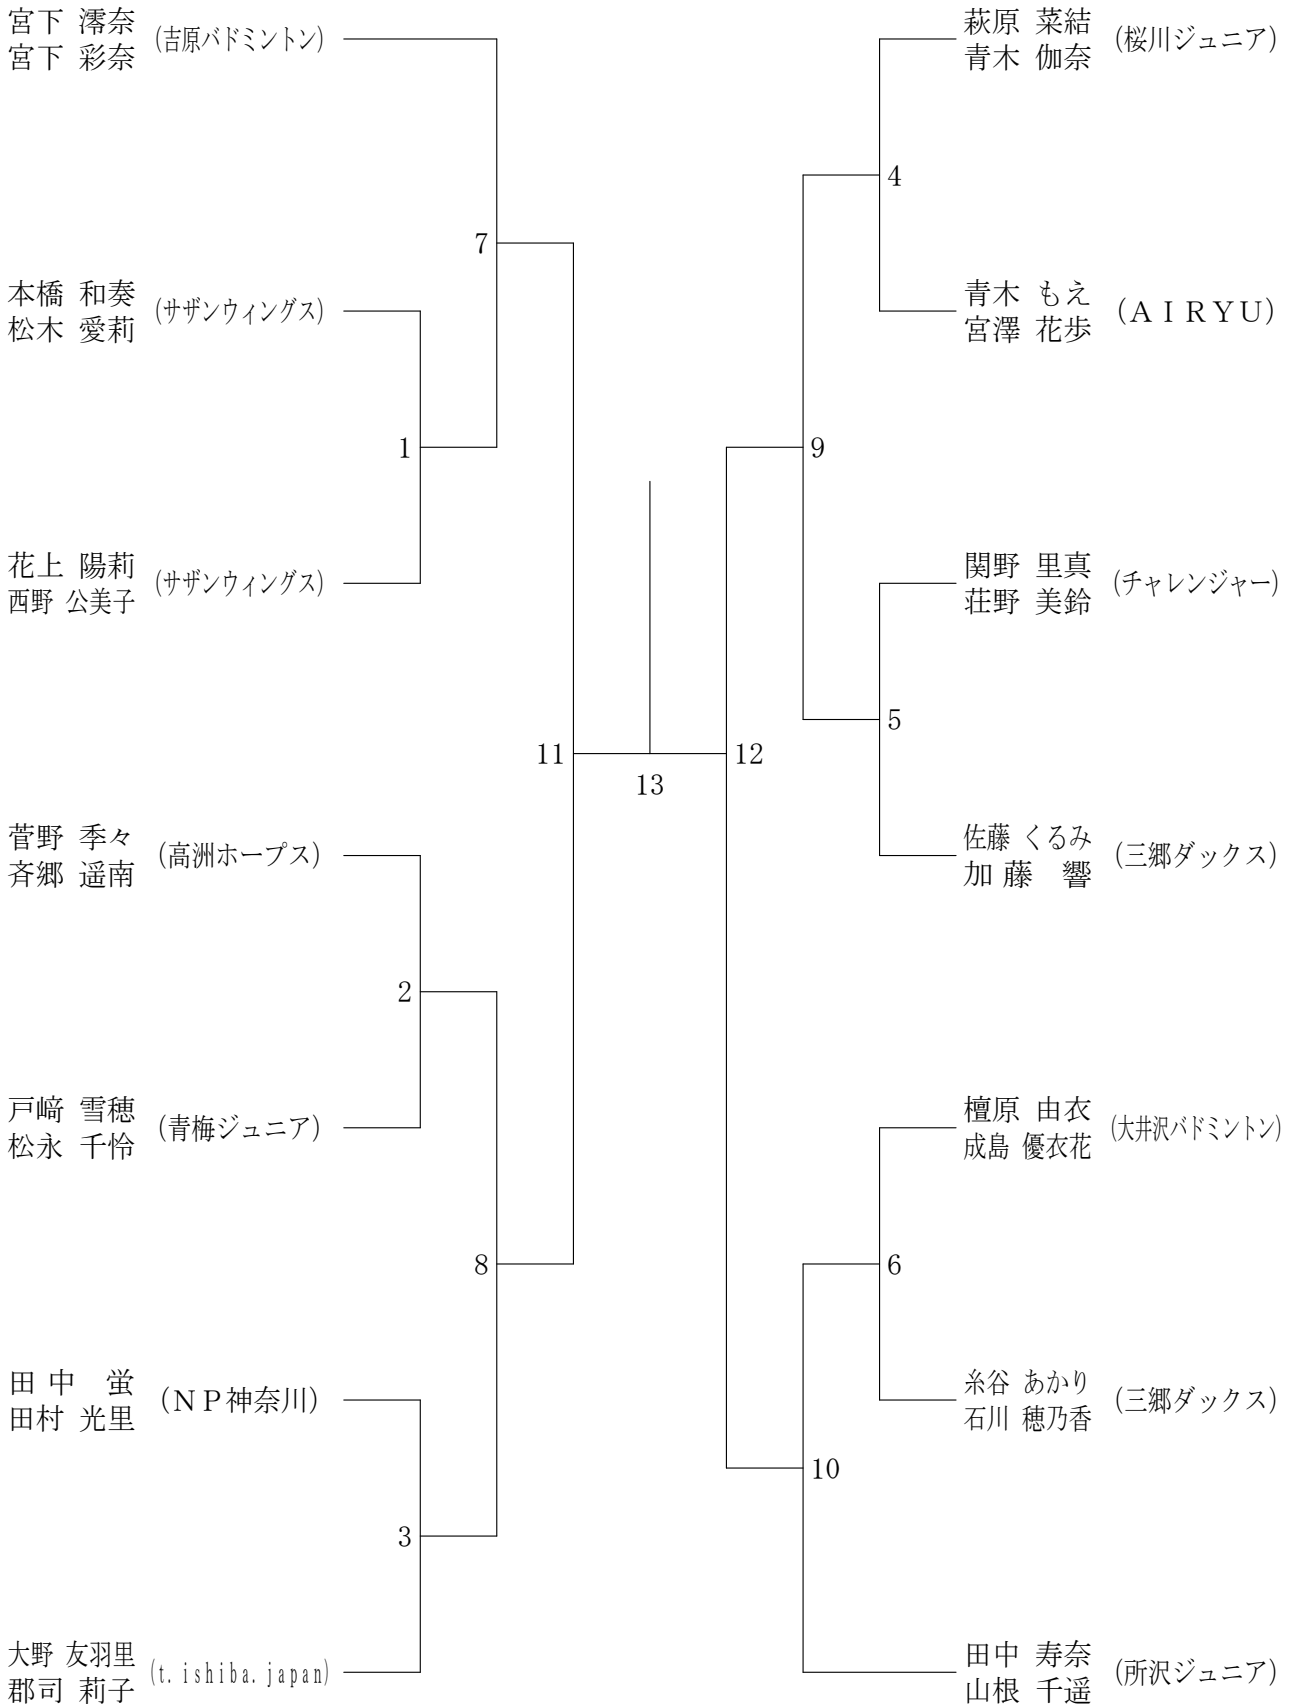 宮下 澪奈
宮下 彩奈
(吉原バドミントン)
本橋 和奏
松木 愛莉
(サザンウィングス)
花上 陽莉
西野 公美子
(サザンウィングス)
菅野 季々
斉郷 遥南
(高洲ホープス)
戸﨑 雪穂
松永 千怜
(青梅ジュニア)
田中 蛍
田村 光里
(ＮＰ神奈川)
大野 友羽里
郡司 莉子
(t.ishiba.japan)
7
1
2
8
3
11
13
12
萩原 菜結
青木 伽奈
(桜川ジュニア)
青木 もえ
宮澤 花歩
(ＡＩＲＹＵ)
関野 里真
荘野 美鈴
(チャレンジャー)
佐藤 くるみ
加藤 響
(三郷ダックス)
檀原 由衣
成島 優衣花
(大井沢バドミントン)
糸谷 あかり
石川 穂乃香
(三郷ダックス)
田中 寿奈
山根 千遥
(所沢ジュニア)
4
9
5
6
10